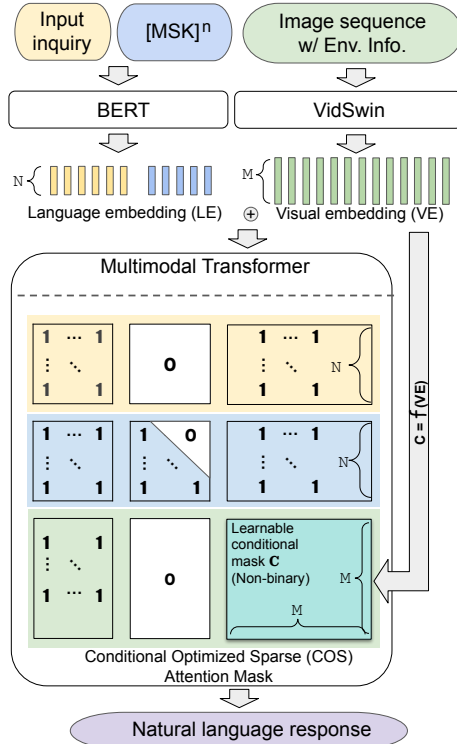 Input
inquiry
[MSK]ⁿ
Image sequence
w/ Env. Info.
BERT
VidSwin
N
M
Language embedding (LE)
⊕
Visual embedding (VE)
Multimodal Transformer
1 ⋯ 1
⋮ ⋱
1 1
0
1 ⋯ 1
⋮ ⋱
1 1
N
1 ⋯ 1
⋮ ⋱
1 1
1 0
⋮ ⋱
1 1
1 ⋯ 1
⋮ ⋱
1 1
N
C = f(VE)
1 1
⋮ ⋱
1 ⋯ 1
0
Learnable
conditional
mask C
(Non-binary)
M
M
Conditional Optimized Sparse (COS)
Attention Mask
Natural language response